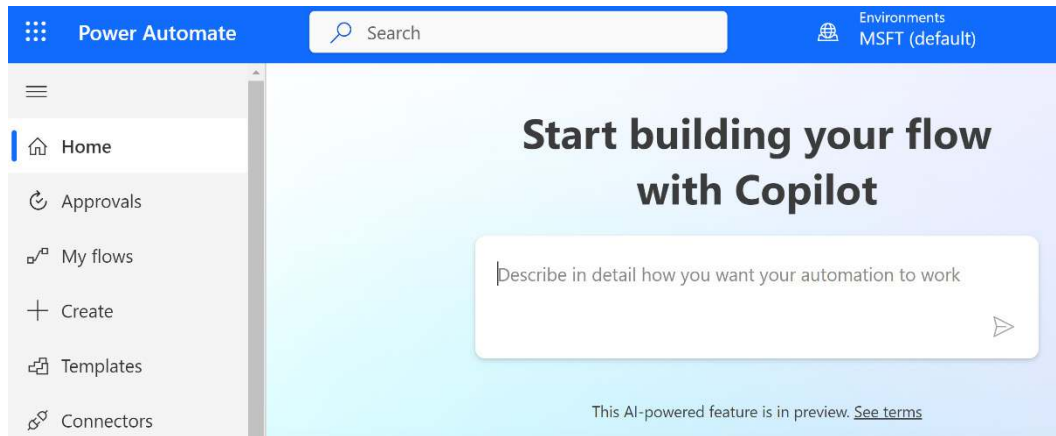 Power Automate
Search
Environments
MSFT (default)
Home
Approvals
My flows
Create
Templates
Connectors
Start building your flow
with Copilot
Describe in detail how you want your automation to work
This AI-powered feature is in preview. See terms